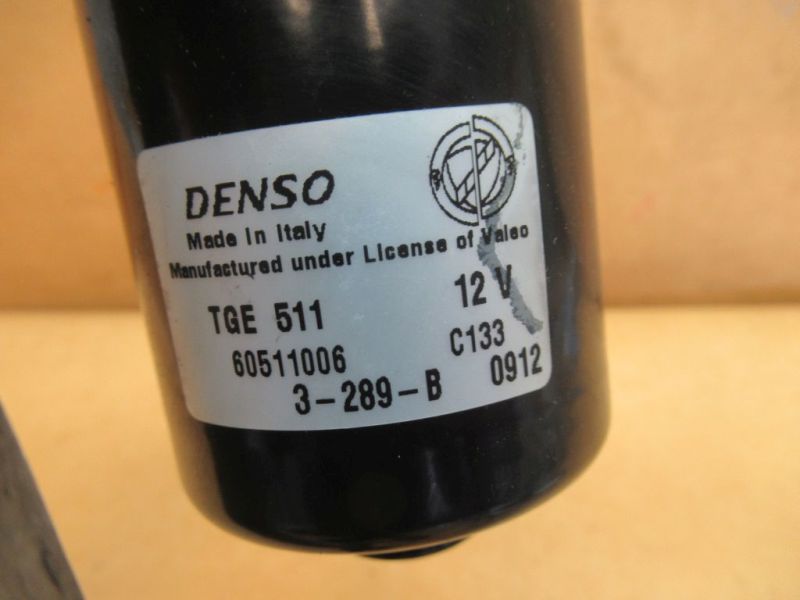 DENSO
Made in Italy
Manufactured under License of Valeo
TGE 511 12 V
60511006 C133
3-289-B 0912